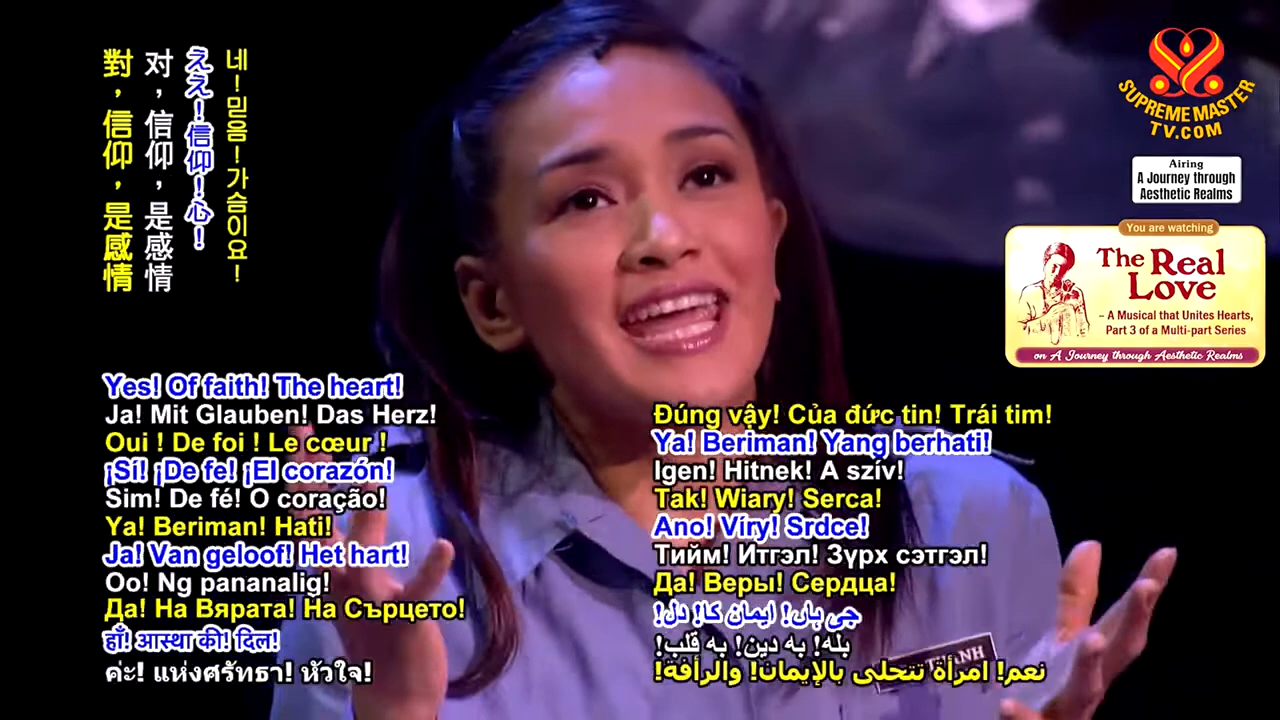 네! 믿음! 가슴이요!
ええ! 信仰! 心!
对，信仰，是感情
對，信仰，是感情
SUPREME MASTER
TV.COM
Airing
A Journey through
Aesthetic Realms
You are watching
The Real
Love
– A Musical that Unites Hearts,
Part 3 of a Multi-part Series
on A Journey through Aesthetic Realms
Yes! Of faith! The heart!
Ja! Mit Glauben! Das Herz!
Oui ! De foi ! Le cœur !
¡Sí! ¡De fe! ¡El corazón!
Sim! De fé! O coração!
Ya! Beriman! Hati!
Ja! Van geloof! Het hart!
Oo! Ng pananalig!
Да! На Вярата! На Сърцето!
हाँ! आस्था की! दिल!
ค่ะ! แห่งศรัทธา! หัวใจ!
Đúng vậy! Của đức tin! Trái tim!
Ya! Beriman! Yang berhati!
Igen! Hitnek! A szív!
Tak! Wiary! Serca!
Ano! Víry! Srdce!
Тийм! Итгэл! Зүрх сэтгэл!
Да! Веры! Сердца!
جی ہاں! ایمان کا! دل!
بله! به دین! به قلب!
نعم! امرأة تتحلى بالإيمان! والرأفة!
THANH